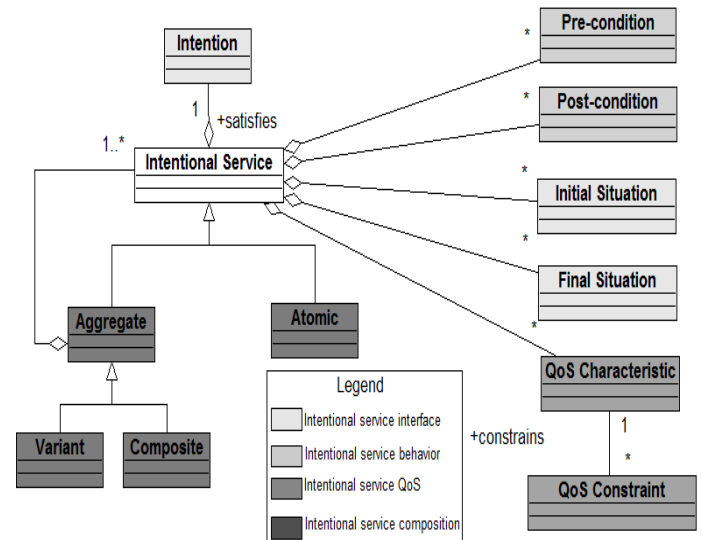 Intention
Pre-condition
*
Post-condition
*
1
+satisfies
1..*
Intentional Service
Initial Situation
*
Final Situation
*
Aggregate
Atomic
*
QoS Characteristic
Legend
Intentional service interface
Intentional service behavior
Intentional service QoS
Intentional service composition
+constrains
1
*
Variant
Composite
QoS Constraint